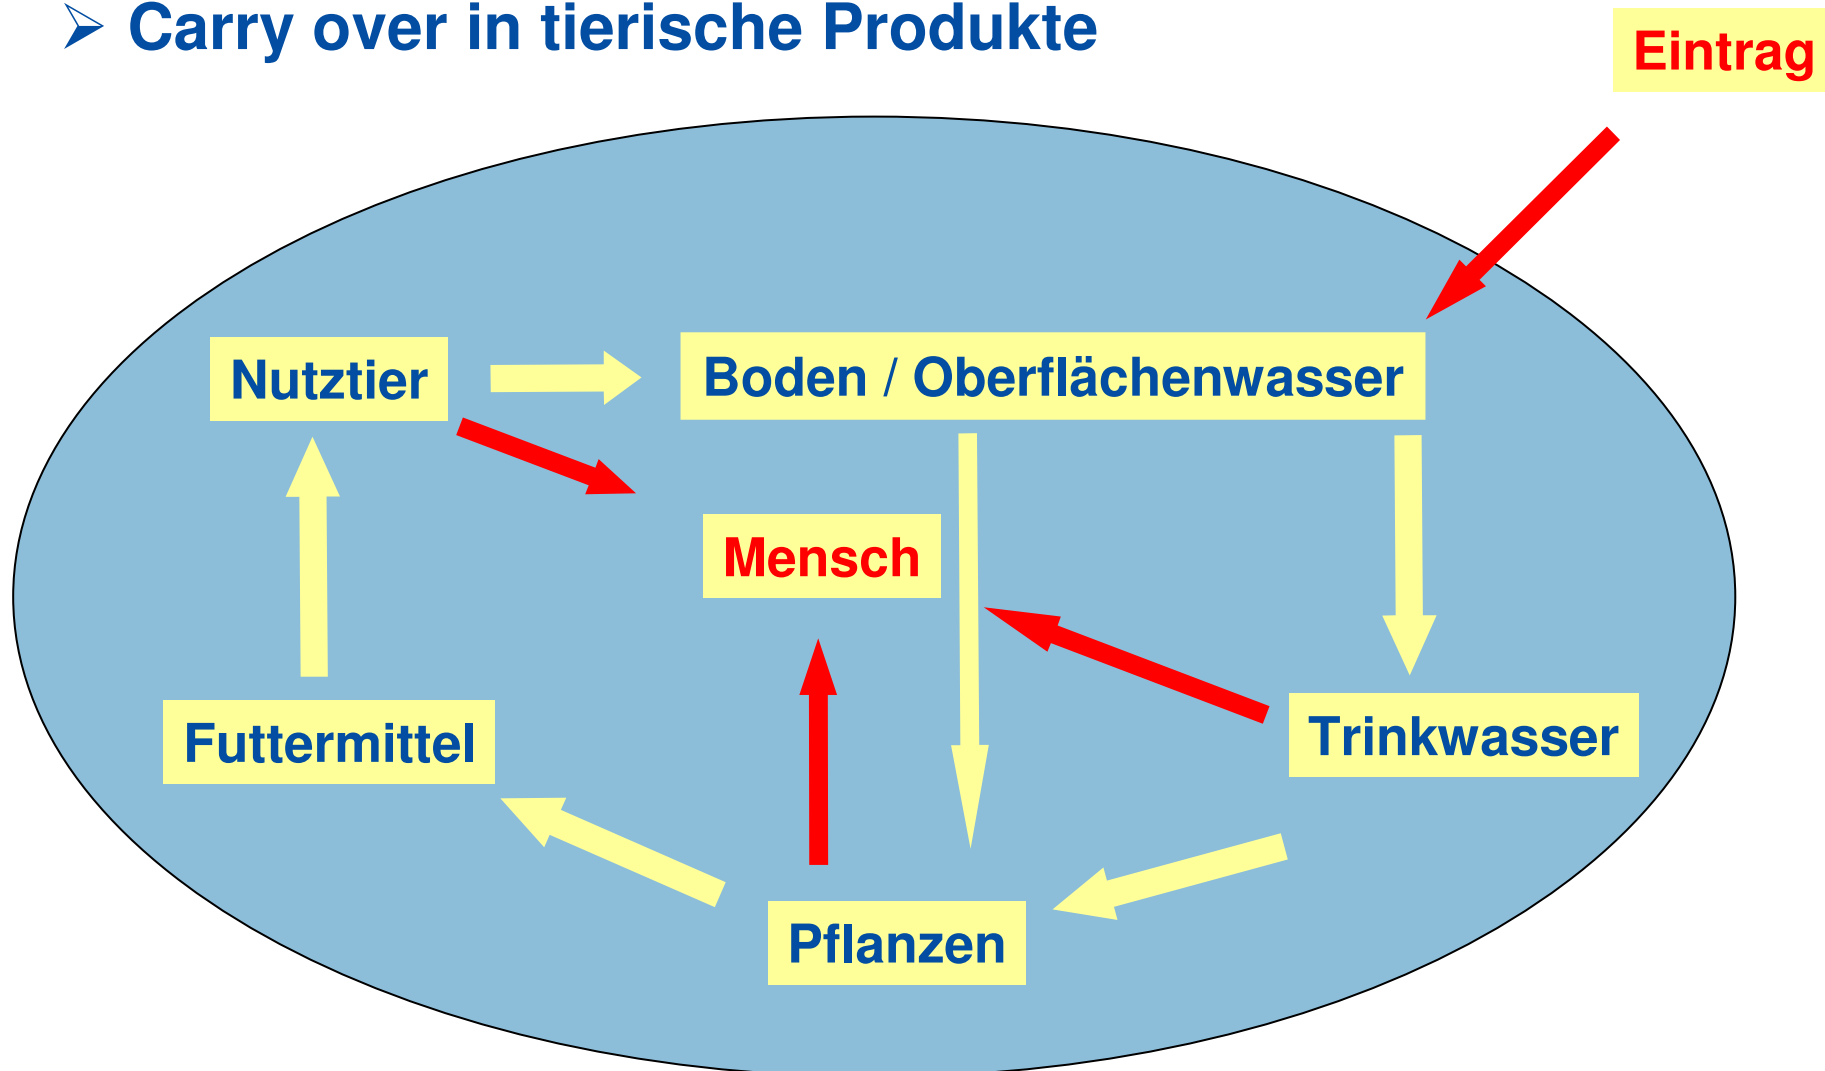 ➢ Carry over in tierische Produkte
Eintrag
Nutztier
Boden / Oberflächenwasser
Mensch
Futtermittel
Trinkwasser
Pflanzen